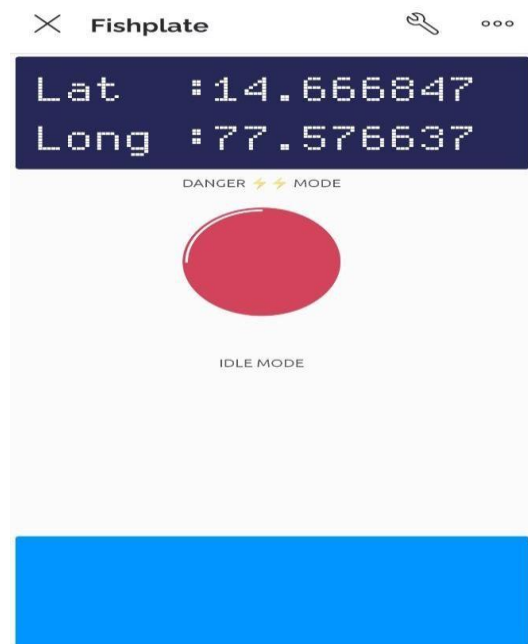 Fishplate
Lat :14.666847
Long :77.576637
DANGER ⚡⚡ MODE
IDLE MODE